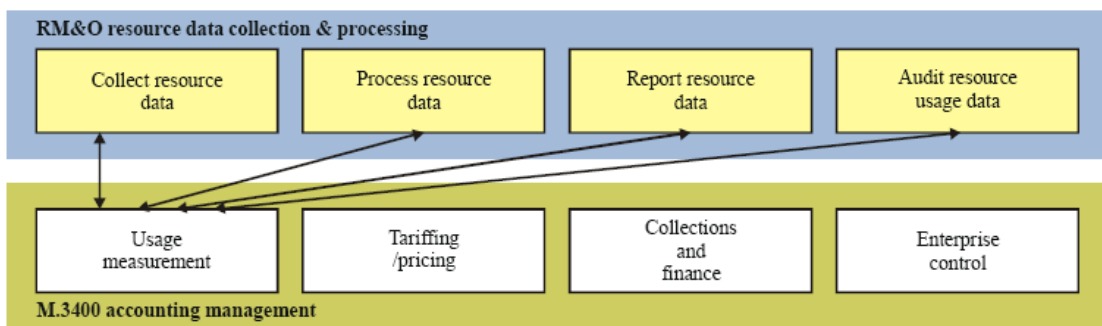 RM&O resource data collection & processing
Collect resource
data
Process resource
data
Report resource
data
Audit resource
usage data
Usage
measurement
Tariffing
/pricing
Collections
and
finance
Enterprise
control
M.3400 accounting management